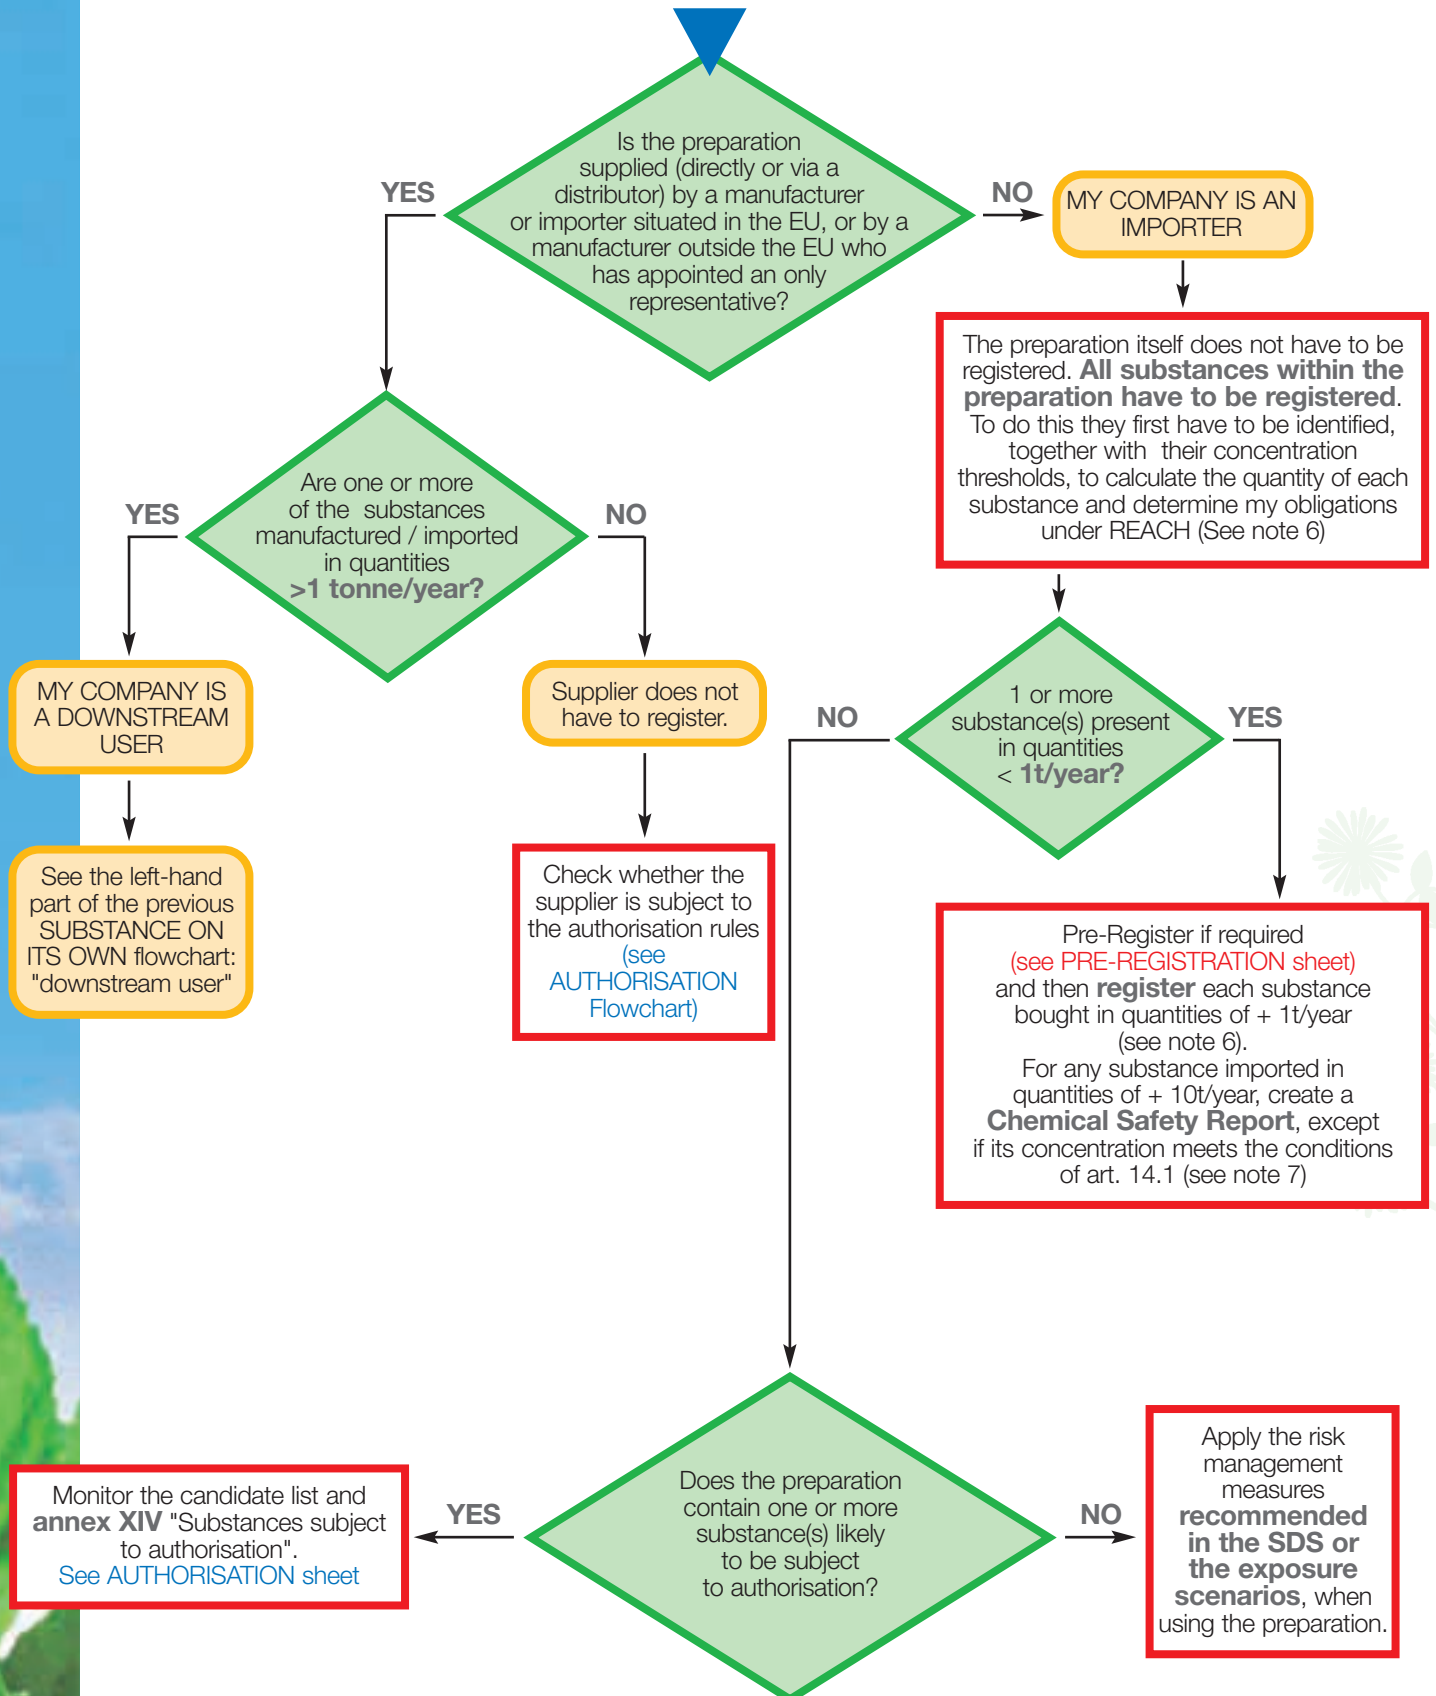 Is the preparation
supplied (directly or via a
distributor) by a manufacturer
or importer situated in the EU, or by a
manufacturer outside the EU who
has appointed an only
representative?
YES
NO
MY COMPANY IS AN
IMPORTER
The preparation itself does not have to be
registered. All substances within the
preparation have to be registered.
To do this they first have to be identified,
together with their concentration
thresholds, to calculate the quantity of each
substance and determine my obligations
under REACH (See note 6)
Are one or more
of the substances
manufactured / imported
in quantities
>1 tonne/year?
YES
NO
MY COMPANY IS
A DOWNSTREAM
USER
Supplier does not
have to register.
1 or more
substance(s) present
in quantities
< 1t/year?
NO
YES
See the left-hand
part of the previous
SUBSTANCE ON
ITS OWN flowchart:
"downstream user"
Check whether the
supplier is subject to
the authorisation rules
(see
AUTHORISATION
Flowchart)
Pre-Register if required
(see PRE-REGISTRATION sheet)
and then register each substance
bought in quantities of + 1t/year
(see note 6).
For any substance imported in
quantities of + 10t/year, create a
Chemical Safety Report, except
if its concentration meets the conditions
of art. 14.1 (see note 7)
Does the preparation
contain one or more
substance(s) likely
to be subject
to authorisation?
YES
NO
Monitor the candidate list and
annex XIV "Substances subject
to authorisation".
See AUTHORISATION sheet
Apply the risk
management
measures
recommended
in the SDS or
the exposure
scenarios, when
using the preparation.